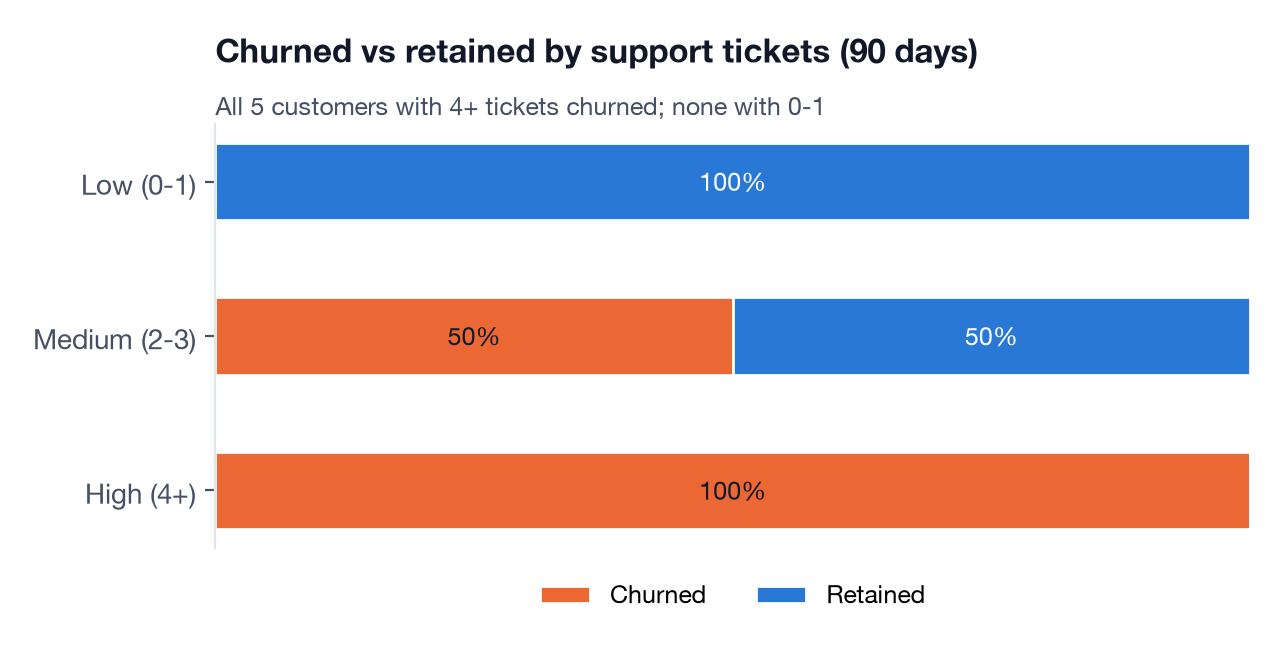 Churned vs retained by support tickets (90 days)
All 5 customers with 4+ tickets churned; none with 0-1
Low (0-1)
100%
Medium (2-3)
50%
50%
High (4+)
100%
Churned
Retained